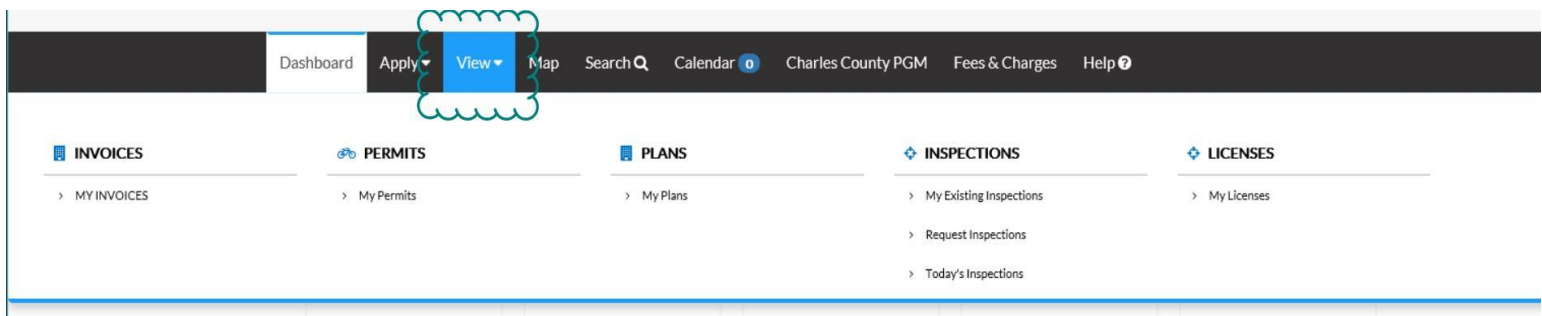 Dashboard Apply View Map Search Calendar 0 Charles County PGM Fees & Charges Help
INVOICES PERMITS PLANS INSPECTIONS LICENSES
> MY INVOICES > My Permits > My Plans > My Existing Inspections > My Licenses
> Request Inspections
> Today's Inspections